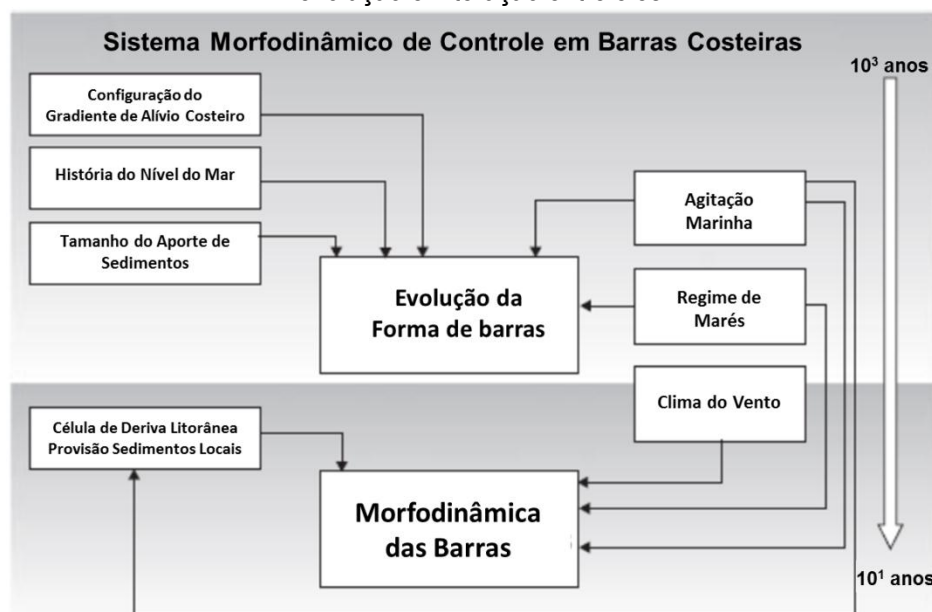 Sistema Morfodinâmico de Controle em Barras Costeiras
10³ anos
Configuração do
Gradiente de Alívio Costeiro
História do Nível do Mar
Tamanho do Aporte de
Sedimentos
Agitação
Marinha
Evolução da
Forma de barras
Regime de
Marés
Clima do Vento
Célula de Deriva Litorânea
Provisão Sedimentos Locais
Morfodinâmica
das Barras
10¹ anos